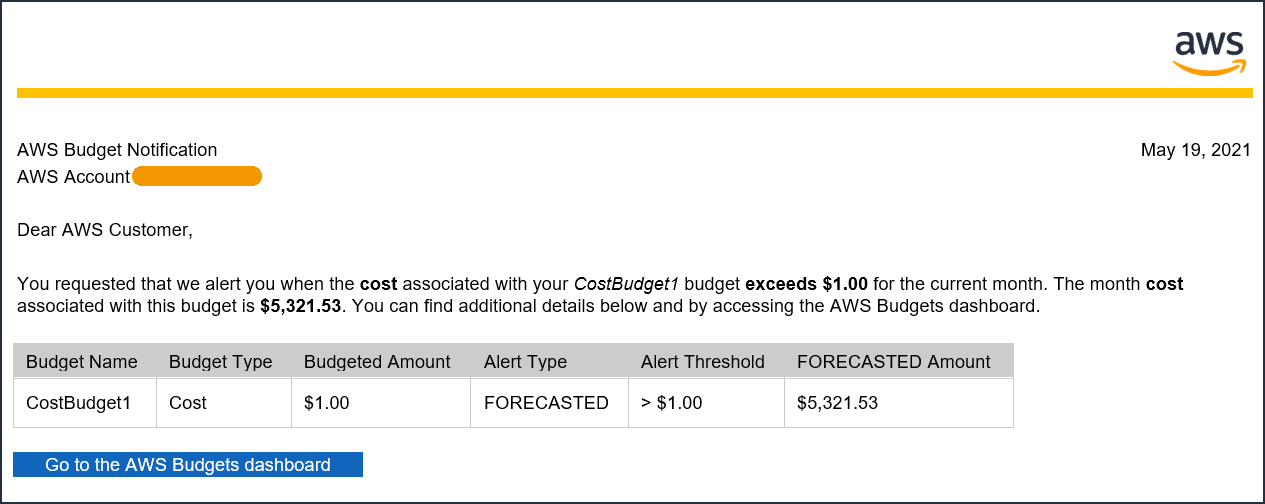 aws
AWS Budget Notification May 19, 2021
AWS Account
Dear AWS Customer,
You requested that we alert you when the cost associated with your CostBudget1 budget exceeds $1.00 for the current month. The month cost
associated with this budget is $5,321.53. You can find additional details below and by accessing the AWS Budgets dashboard.
Budget Name Budget Type Budgeted Amount Alert Type Alert Threshold FORECASTED Amount
CostBudget1 Cost $1.00 FORECASTED > $1.00 $5,321.53
Go to the AWS Budgets dashboard